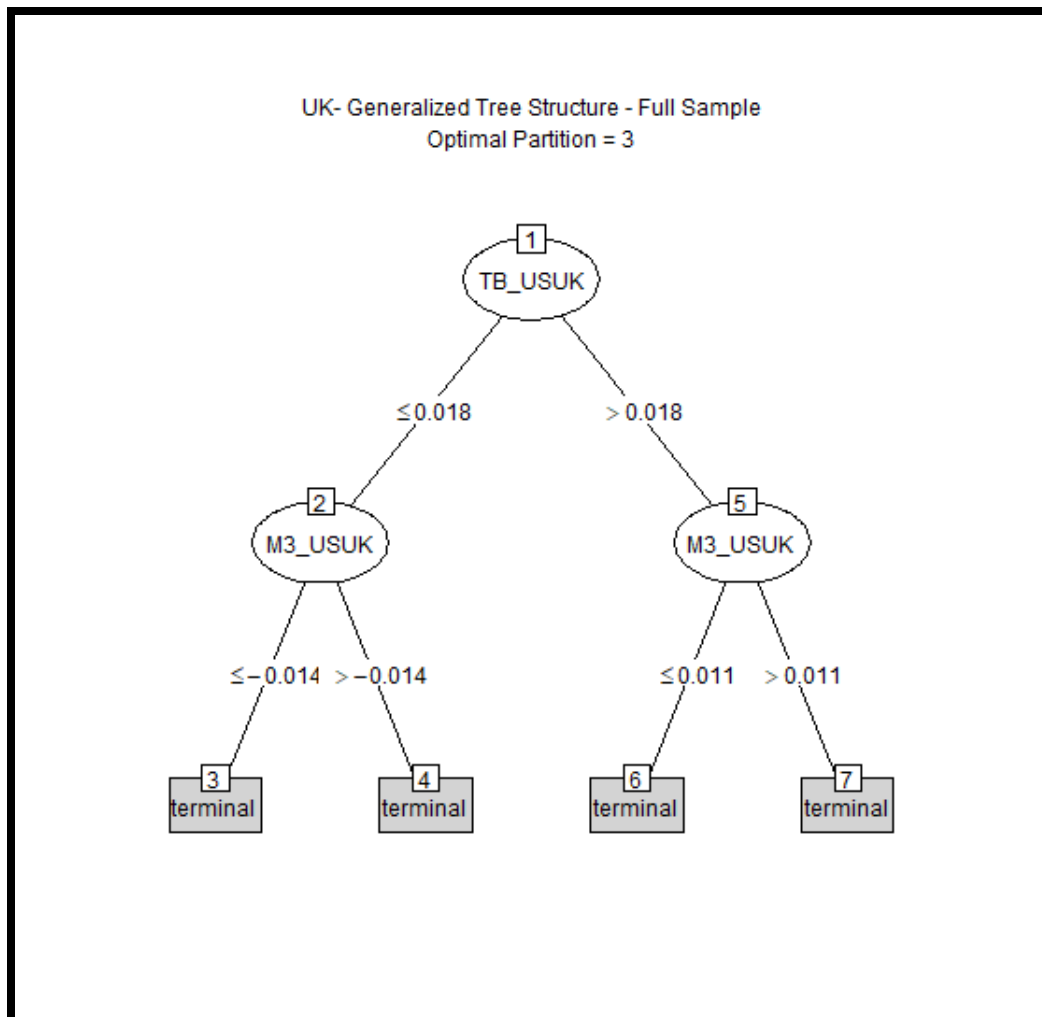 UK- Generalized Tree Structure - Full Sample
Optimal Partition = 3
1
TB_USUK
≤0.018 >0.018
2 5
M3_USUK M3_USUK
≤−0.014 >−0.014 ≤0.011 >0.011
3 4 6 7
terminal terminal terminal terminal